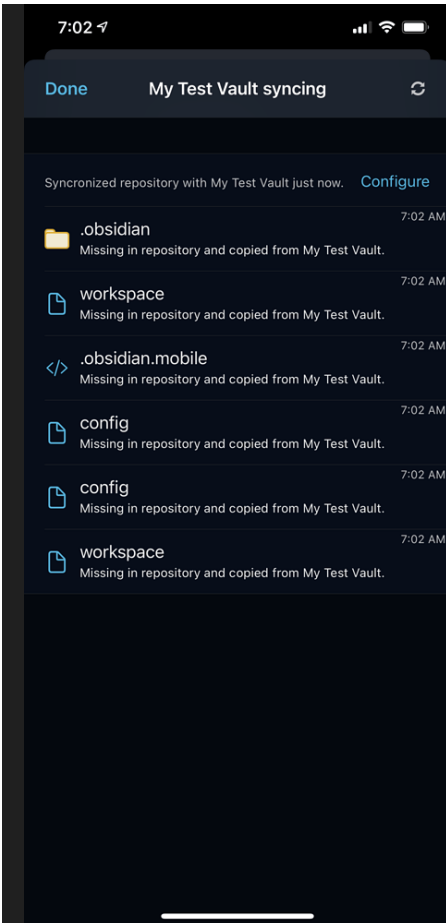 7:02
Done
My Test Vault syncing
Syncronized repository with My Test Vault just now.
Configure
7:02 AM
.obsidian
Missing in repository and copied from My Test Vault.
7:02 AM
workspace
Missing in repository and copied from My Test Vault.
7:02 AM
</> .obsidian.mobile
Missing in repository and copied from My Test Vault.
7:02 AM
config
Missing in repository and copied from My Test Vault.
7:02 AM
config
Missing in repository and copied from My Test Vault.
7:02 AM
workspace
Missing in repository and copied from My Test Vault.